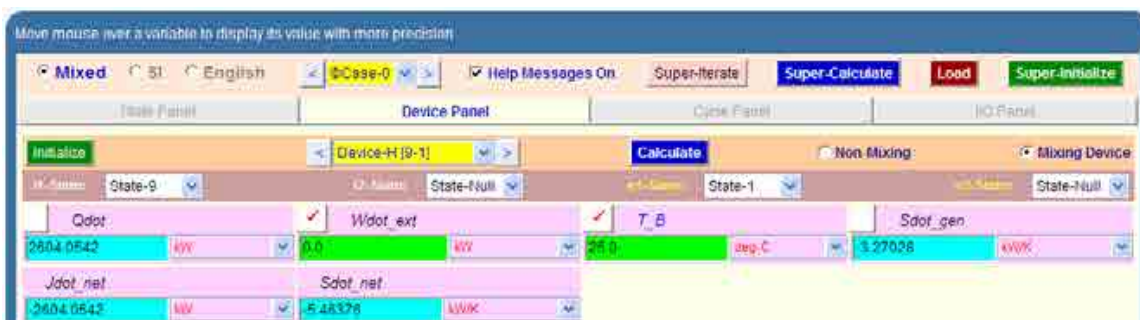 Move mouse over a variable to display its value with more precision
Mixed SI English < ©Case-0 > Help Messages On Super-Iterate Super-Calculate Load Super-Initialize
State Panel Device Panel Cycle Panel I/O Panel
Initialize < Device-H [9-1] > Calculate Non-Mixing Mixing Device
State-9 State-Null State-1 State-Null
Qdot Wdot_ext T_B Sdot_gen
2604.0542 kW 0.0 kW 25.0 deg-C 3.27026 kW/K
Jdot_net Sdot_net
-2604.0542 kW -5.46376 kW/K